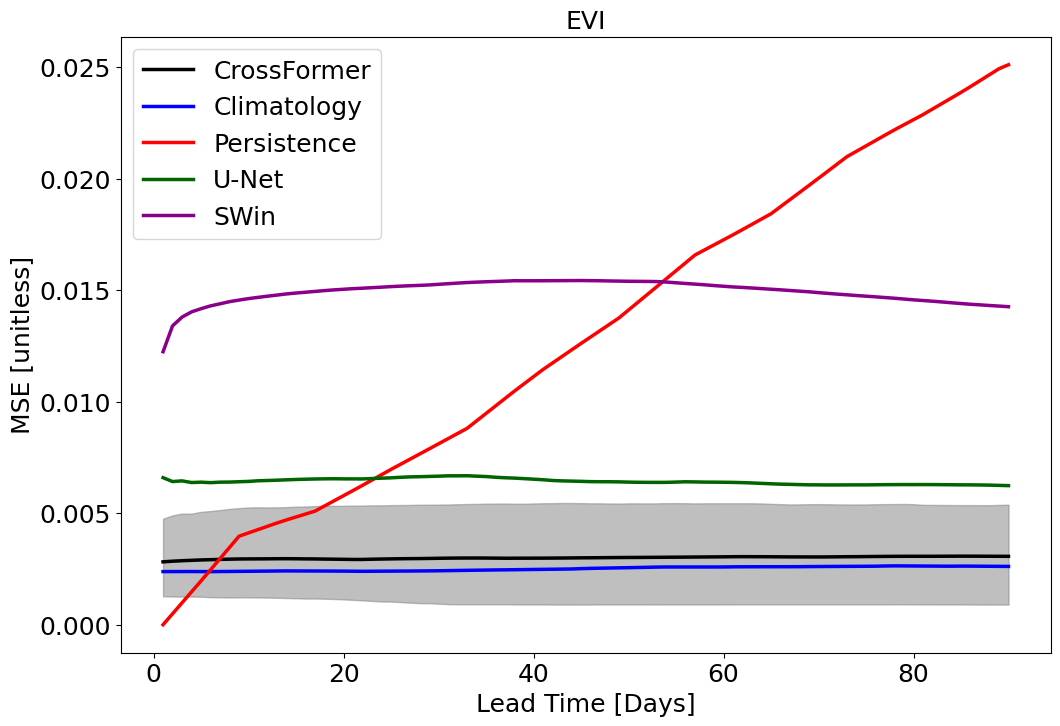 EVI
CrossFormer
Climatology
Persistence
U-Net
SWin
MSE [unitless]
0.025
0.020
0.015
0.010
0.005
0.000
0 20 40 60 80
Lead Time [Days]